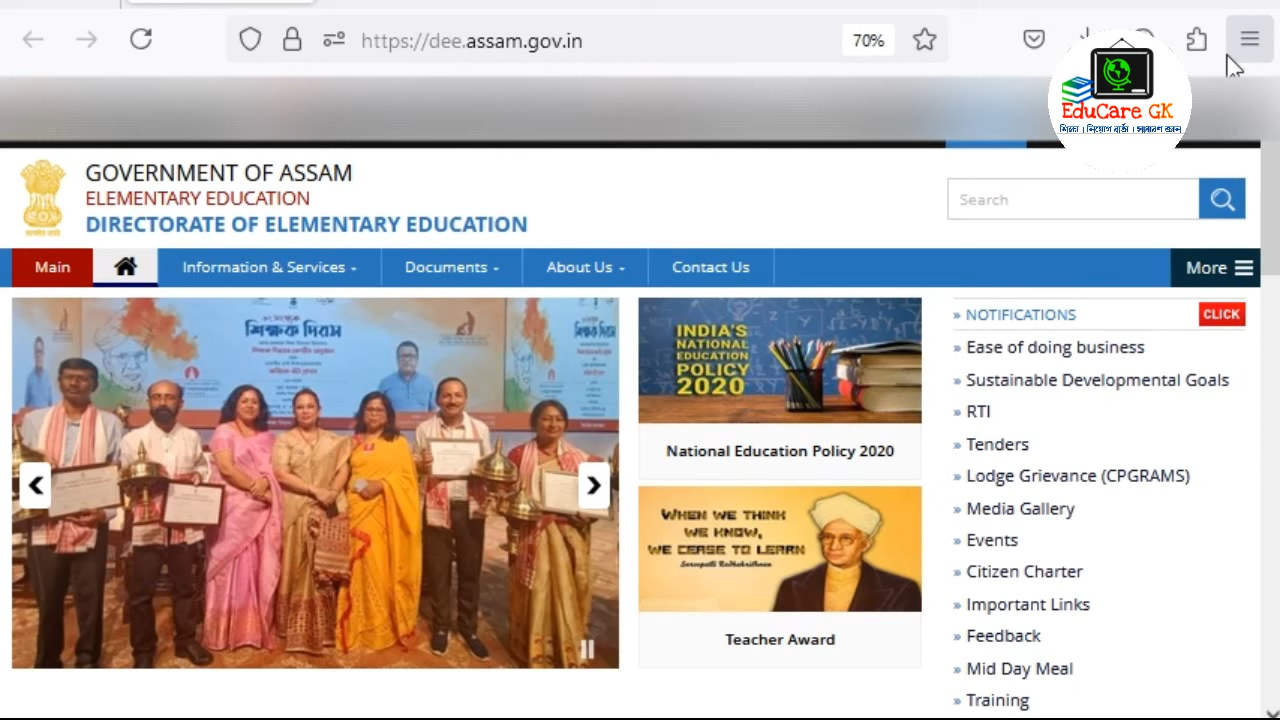 https://dee.assam.gov.in
70%
EduCare GK
শিক্ষা । নিয়োগ বাৰ্তা । সাধাৰণ জ্ঞান
GOVERNMENT OF ASSAM
ELEMENTARY EDUCATION
DIRECTORATE OF ELEMENTARY EDUCATION
Search
Main
Information & Services
Documents
About Us
Contact Us
More
শিক্ষক দিৱস
INDIA'S
NATIONAL
EDUCATION
POLICY
2020
National Education Policy 2020
WHEN WE THINK
WE KNOW,
WE CEASE TO LEARN
Sarvepalli Radhakrishnan
Teacher Award
» NOTIFICATIONS
CLICK
» Ease of doing business
» Sustainable Developmental Goals
» RTI
» Tenders
» Lodge Grievance (CPGRAMS)
» Media Gallery
» Events
» Citizen Charter
» Important Links
» Feedback
» Mid Day Meal
» Training